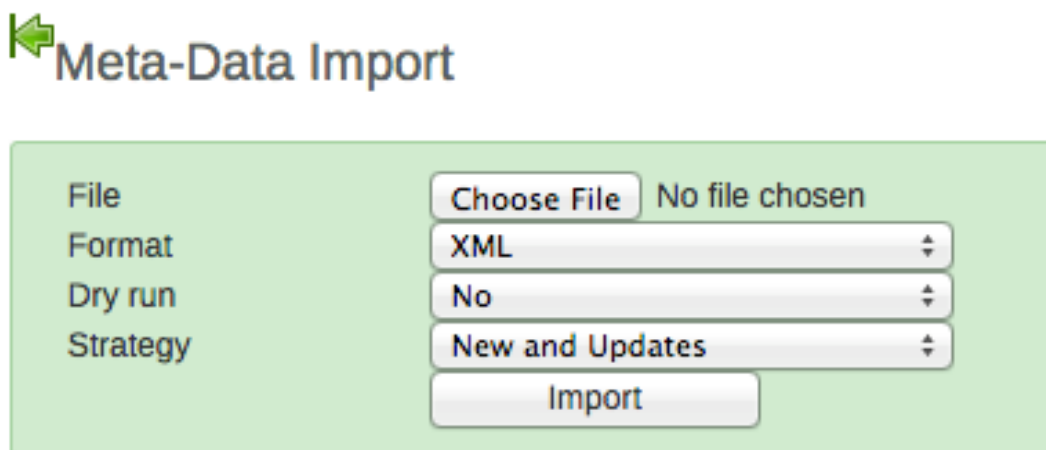 Meta-Data Import
File Choose File No file chosen
Format XML
Dry run No
Strategy New and Updates
Import